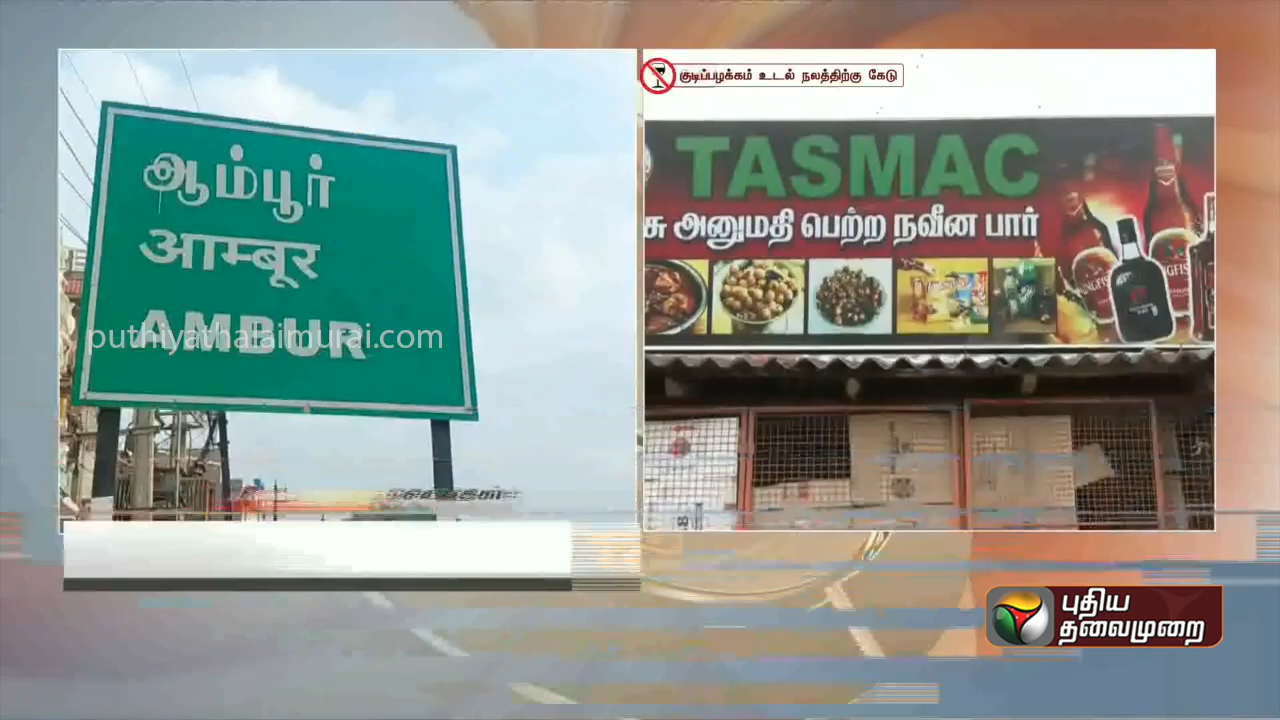 ஆம்பூர்
आम्बूर
AMBUR
puthiyathalaimurai.com
குடிப்பழக்கம் உடல் நலத்திற்கு கேடு
TASMAC
சு அனுமதி பெற்ற நவீன பார்
புதிய
தலைமுறை